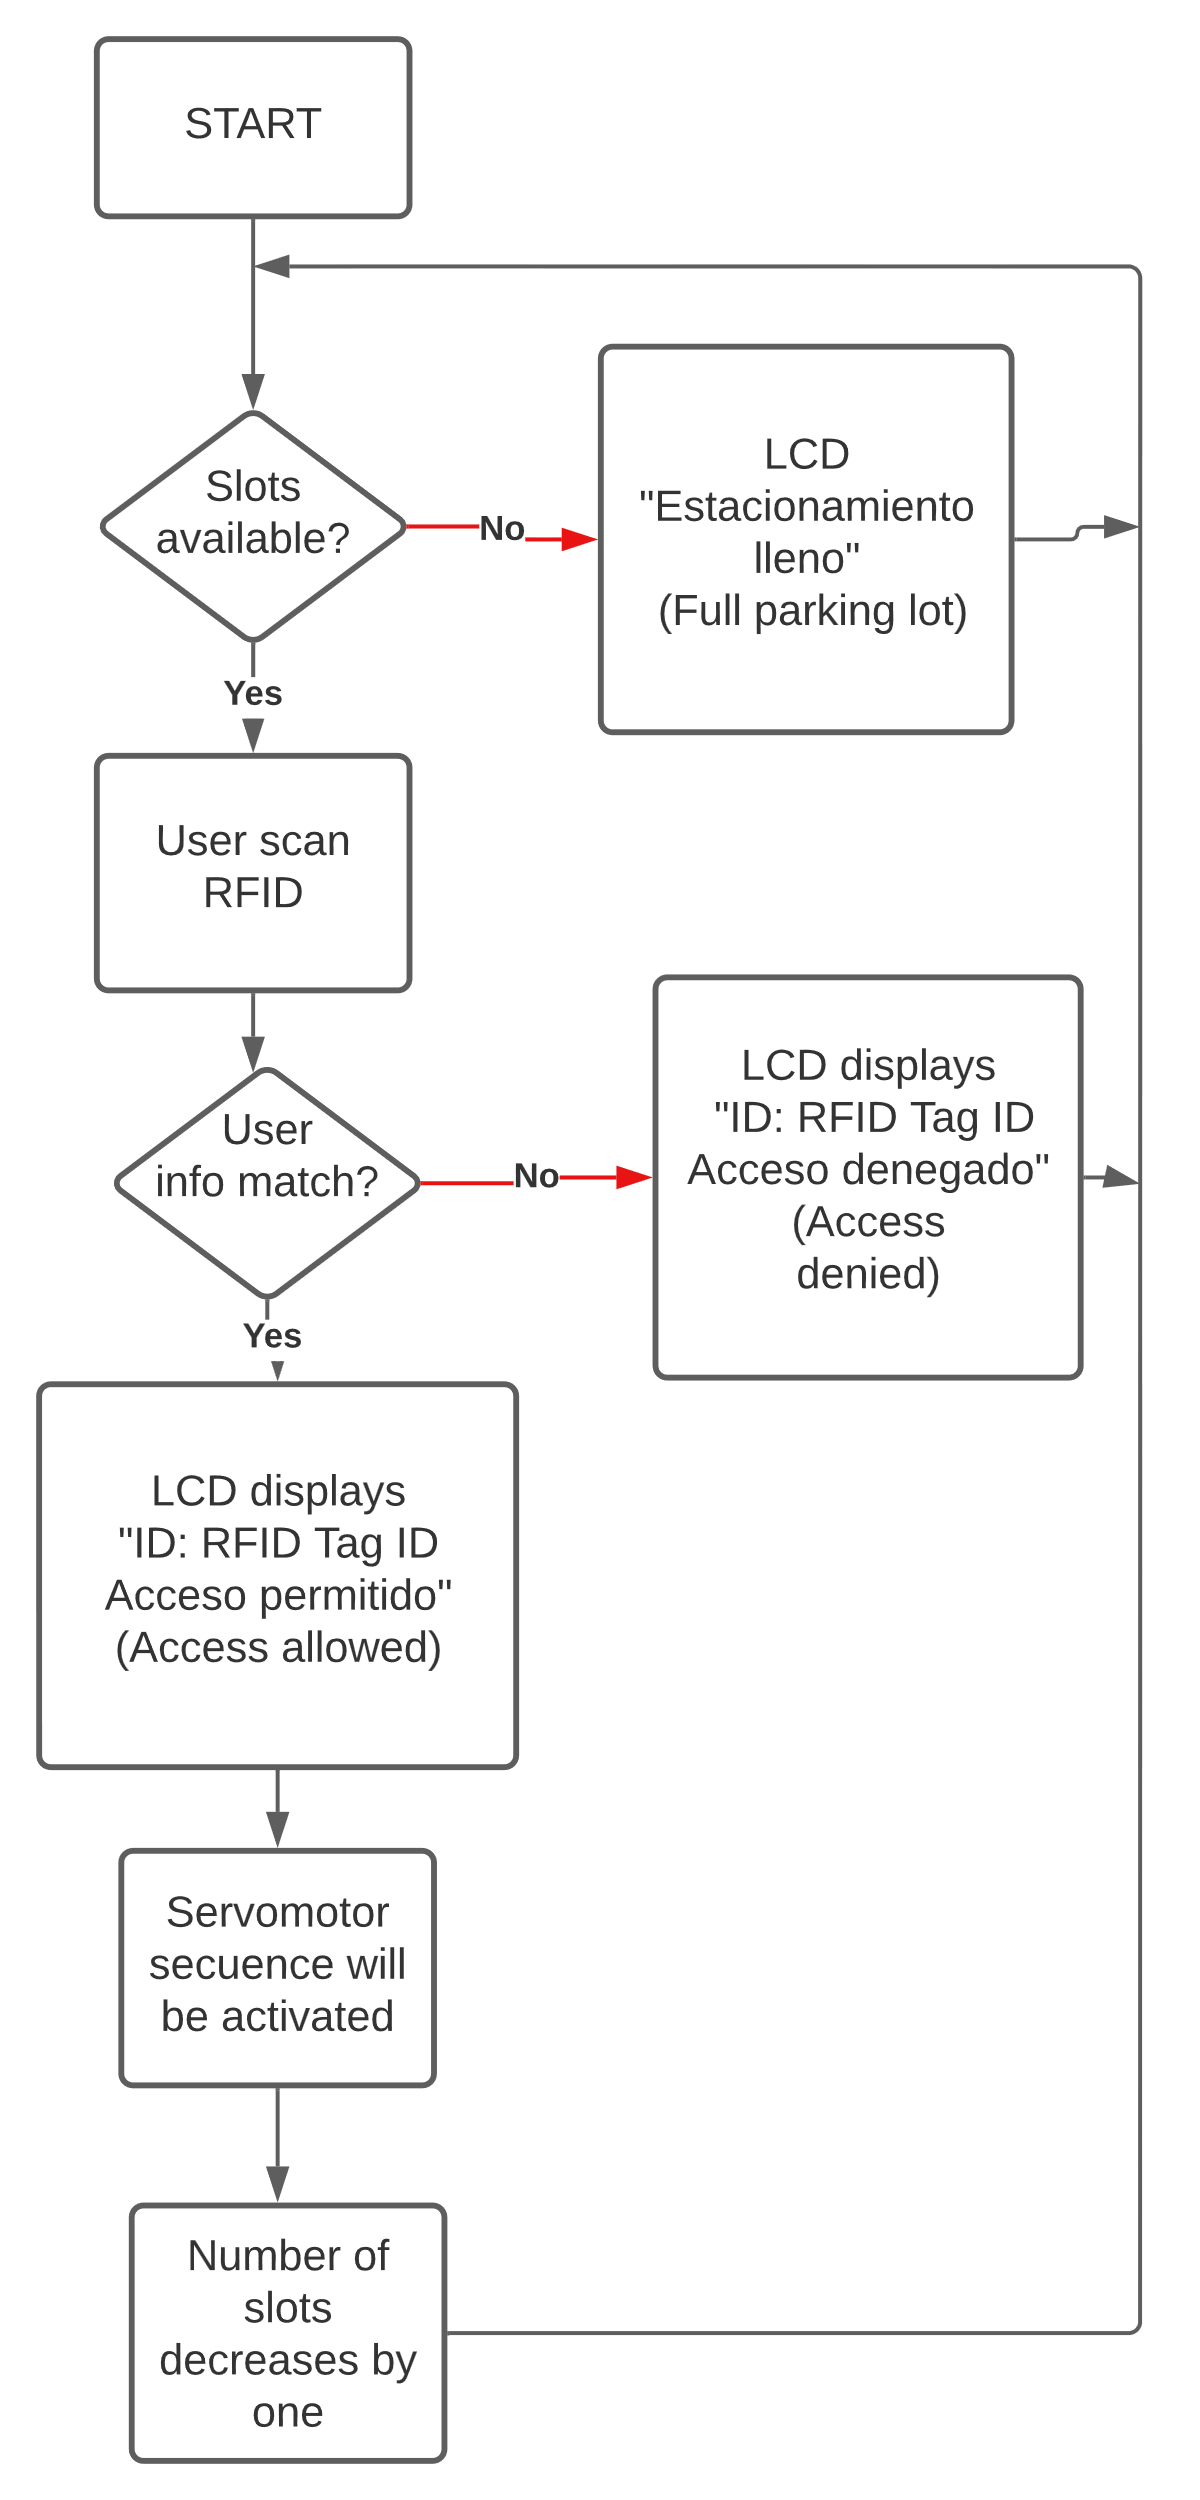 START
Slots
available?
No
LCD
"Estacionamiento
lleno"
(Full parking lot)
Yes
User scan
RFID
User
info match?
No
LCD displays
"ID: RFID Tag ID
Acceso denegado"
(Access
denied)
Yes
LCD displays
"ID: RFID Tag ID
Acceso permitido"
(Access allowed)
Servomotor
secuence will
be activated
Number of
slots
decreases by
one